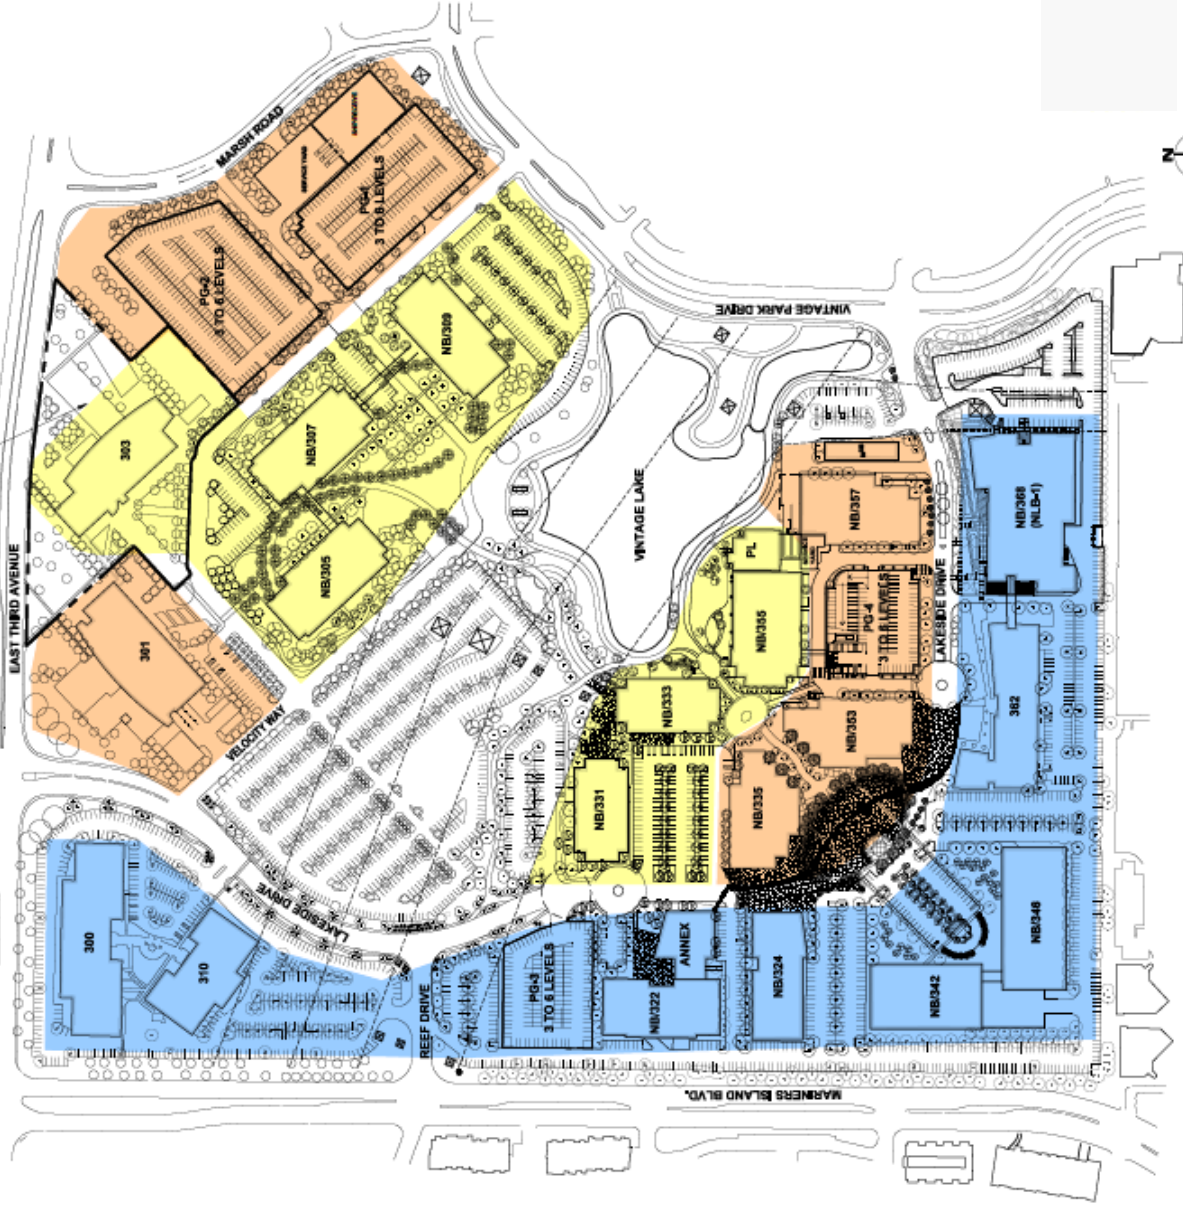 MARSH ROAD
SERVICE YARD
PG-1
3 TO 6 LEVELS
PG-2
3 TO 6 LEVELS
N
NB/309
VINTAGE PARK DRIVE
303
NB/307
11
EAST THIRD AVENUE
VINTAGE LAKE
NB/357
NB/368
(NLB-1)
NB/305
PL
301
NB/355
PG-4
3 TO 6 LEVELS
LAKESIDE DRIVE
VELOCITY WAY
NB/333
NB/353
362
NB/331
NB/335
LAKESIDE DRIVE
300
310
REEF DRIVE
PG-3
3 TO 6 LEVELS
ANNEX
NB/322
NB/324
NB/342
NB/346
MARINERS ISLAND BLVD.